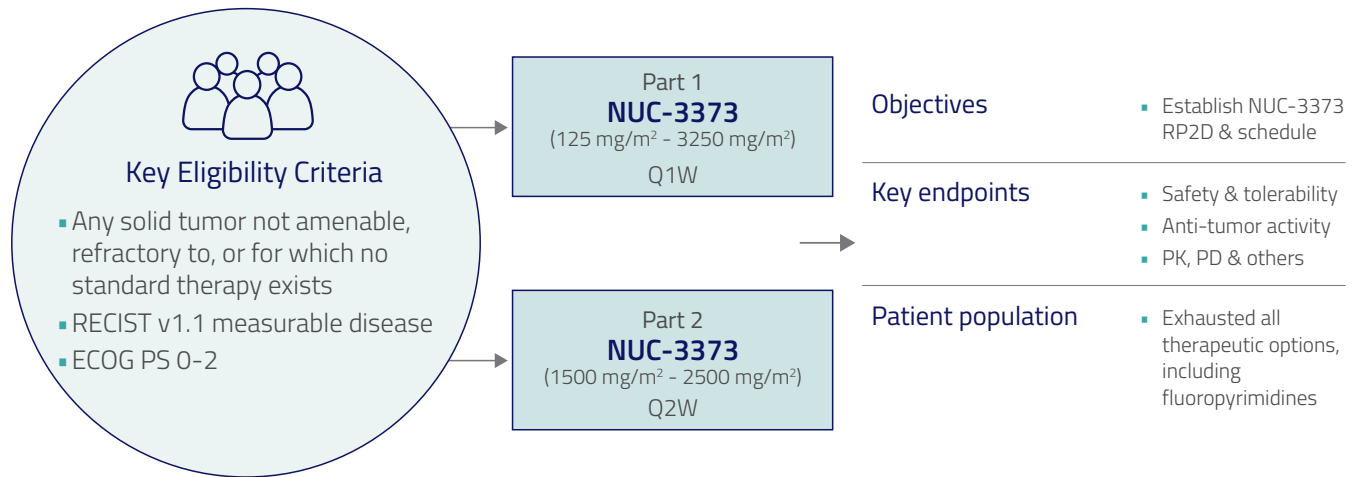 Key Eligibility Criteria
▪ Any solid tumor not amenable,
refractory to, or for which no
standard therapy exists
▪ RECIST v1.1 measurable disease
▪ ECOG PS 0-2
Part 1
NUC-3373
(125 mg/m² - 3250 mg/m²)
Q1W
Part 2
NUC-3373
(1500 mg/m² - 2500 mg/m²)
Q2W
Objectives
▪ Establish NUC-3373
RP2D & schedule
Key endpoints
▪ Safety & tolerability
▪ Anti-tumor activity
▪ PK, PD & others
Patient population
▪ Exhausted all
therapeutic options,
including
fluoropyrimidines